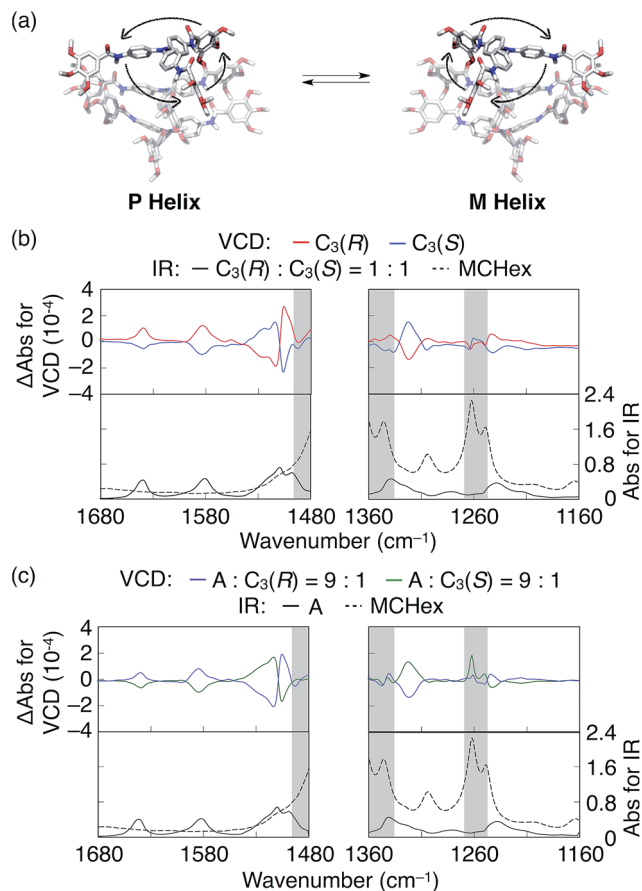 (a)
P Helix
M Helix
(b)
VCD: C₃(R) C₃(S)
IR: C₃(R) : C₃(S) = 1 : 1 MCHex
ΔAbs for
VCD (10⁻⁴)
4
2
0
−2
−4
2.4
1.6
0.8
0
Abs for IR
1680 1580 1480 1360 1260 1160
Wavenumber (cm⁻¹)
(c)
VCD: A : C₃(R) = 9 : 1 A : C₃(S) = 9 : 1
IR: A MCHex
ΔAbs for
VCD (10⁻⁴)
4
2
0
−2
−4
2.4
1.6
0.8
0
Abs for IR
1680 1580 1480 1360 1260 1160
Wavenumber (cm⁻¹)